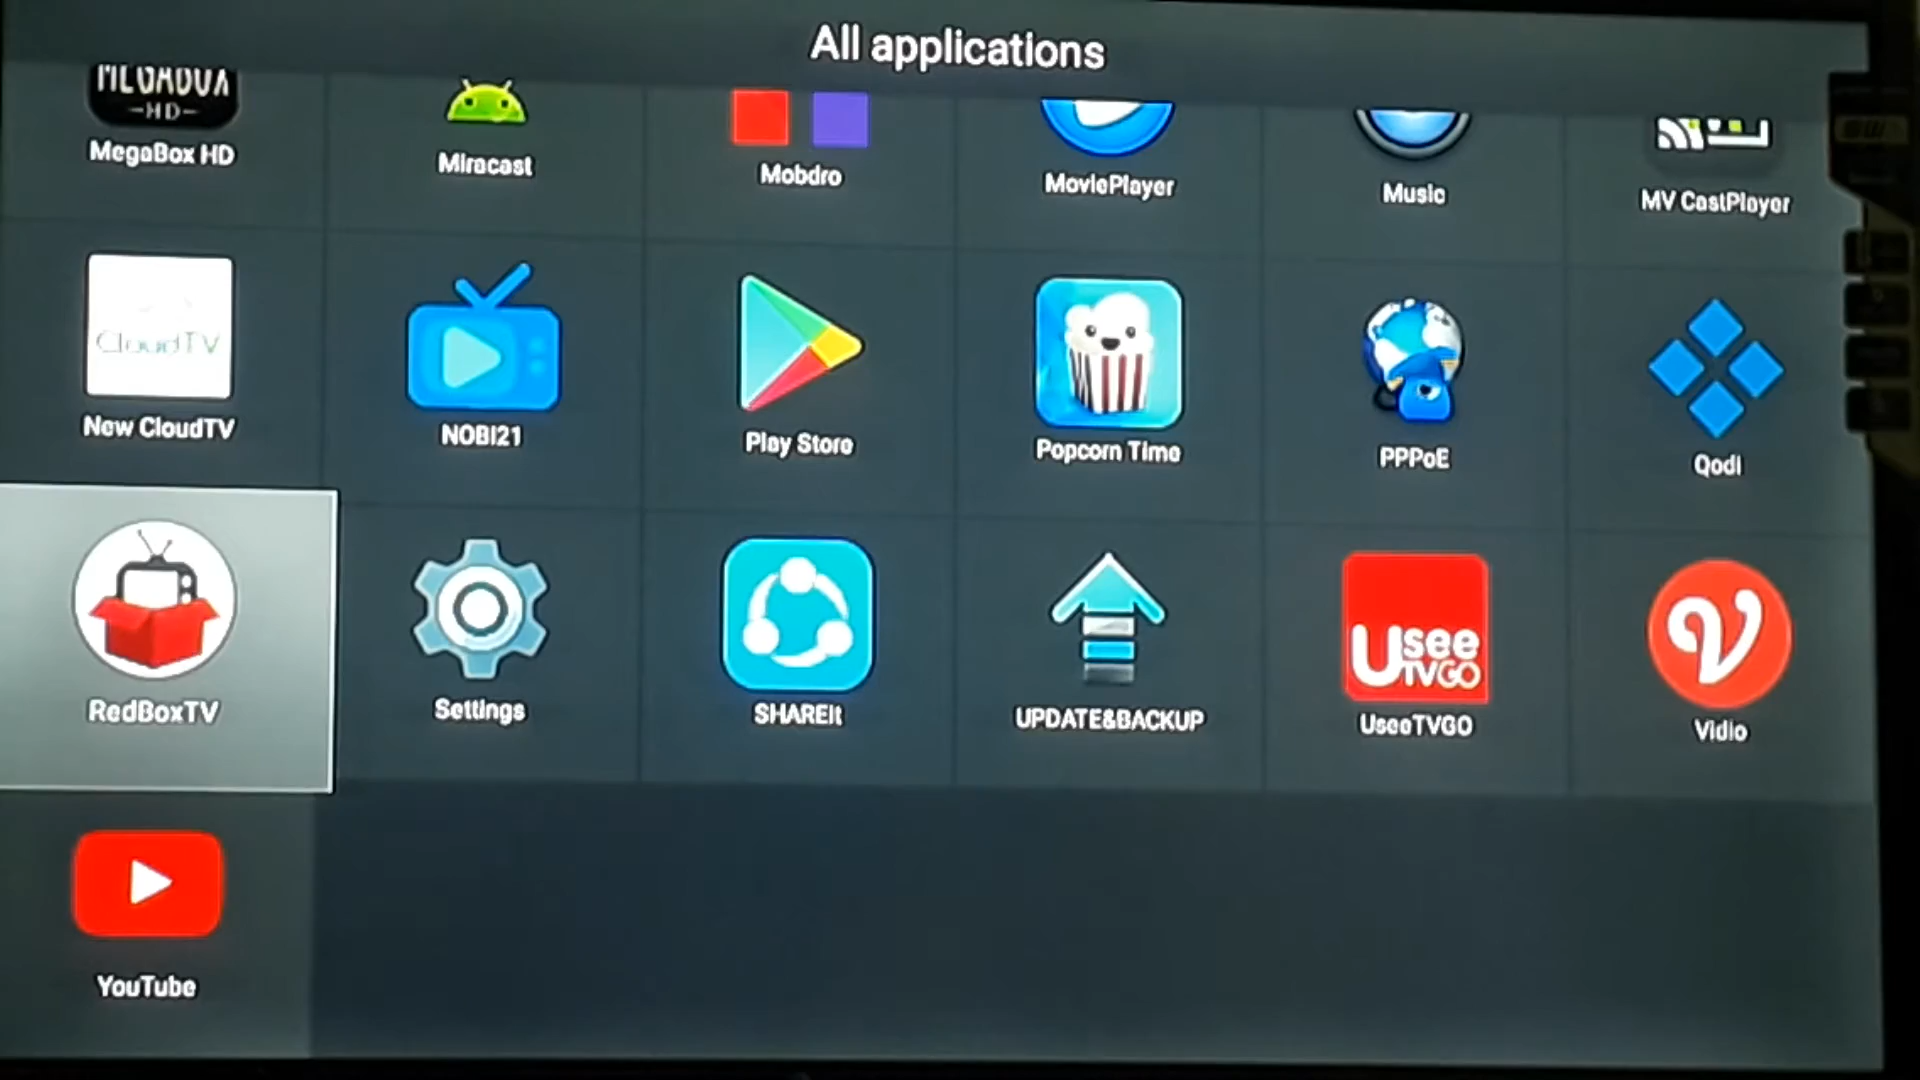 All applications
MEGABOX
-HD-
MegaBox HD
Miracast
Mobdro
MoviePlayer
Music
MV CastPlayer
CloudTV
New CloudTV
NOBI21
Play Store
Popcorn Time
PPPoE
Qodi
RedBoxTV
Settings
SHAREit
UPDATE&BACKUP
Usee
TVGO
UseeTVGO
Vidio
YouTube